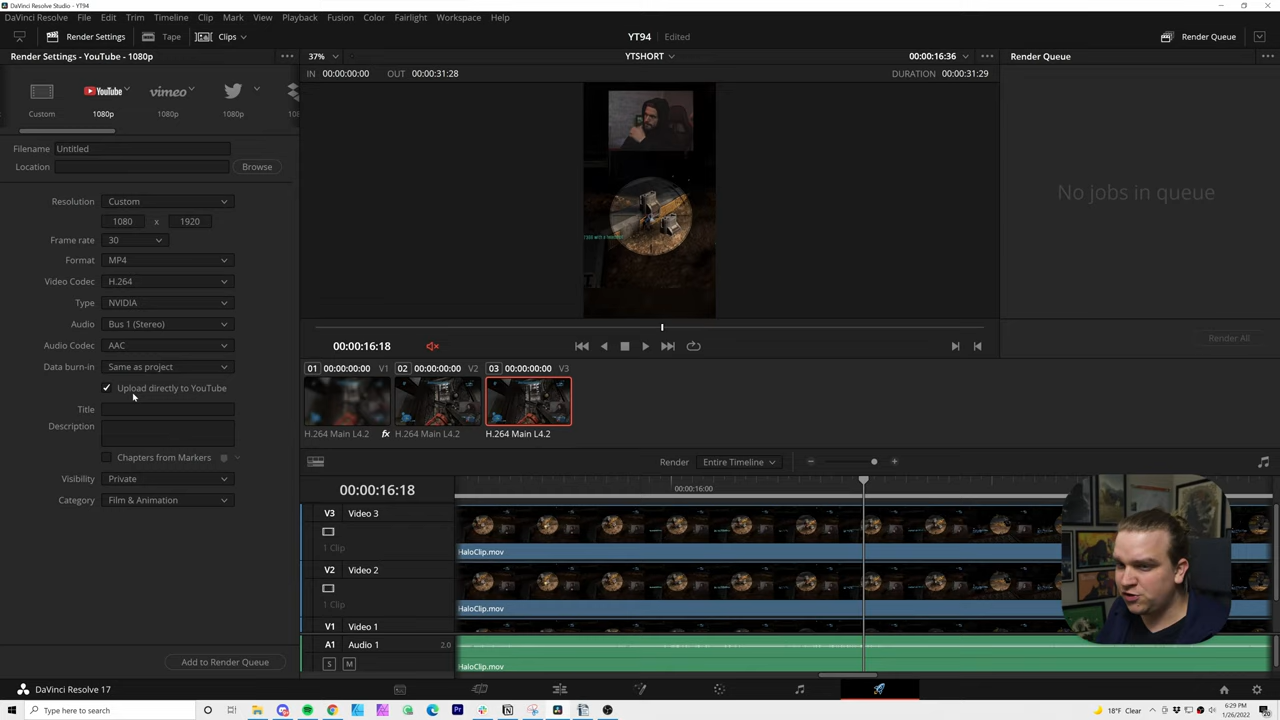 DaVinci Resolve Studio - YT94
DaVinci Resolve File Edit Trim Timeline Clip Mark View Playback Fusion Color Fairlight Workspace Help
Render Settings Tape Clips YT94 Edited Render Queue
Render Settings - YouTube - 1080p 37% YTSHORT 00:00:16:36 Render Queue
IN 00:00:00:00 OUT 00:00:31:28 DURATION 00:00:31:29
YouTube vimeo
Custom 1080p 1080p 1080p
Filename Untitled
Location Browse
No jobs in queue
Resolution Custom
1080 x 1920
Frame rate 30
Format MP4
Video Codec H.264
Type NVIDIA
Audio Bus 1 (Stereo)
Render All
Audio Codec AAC
00:00:16:18
Data burn-in Same as project
01 00:00:00:00 V1 02 00:00:00:00 V2 03 00:00:00:00 V3
Upload directly to YouTube
Title
Description
H.264 Main L4.2 fx H.264 Main L4.2 H.264 Main L4.2
Chapters from Markers
Render Entire Timeline
Visibility Private
00:00:16:18 00:00:16:00
Category Film & Animation
V3 Video 3
1 Clip HaloClip.mov
V2 Video 2
1 Clip HaloClip.mov
V1 Video 1
A1 Audio 1 2.0
S M HaloClip.mov
Add to Render Queue
DaVinci Resolve 17
Type here to search 18°F Clear 6:29 PM
1/26/2022